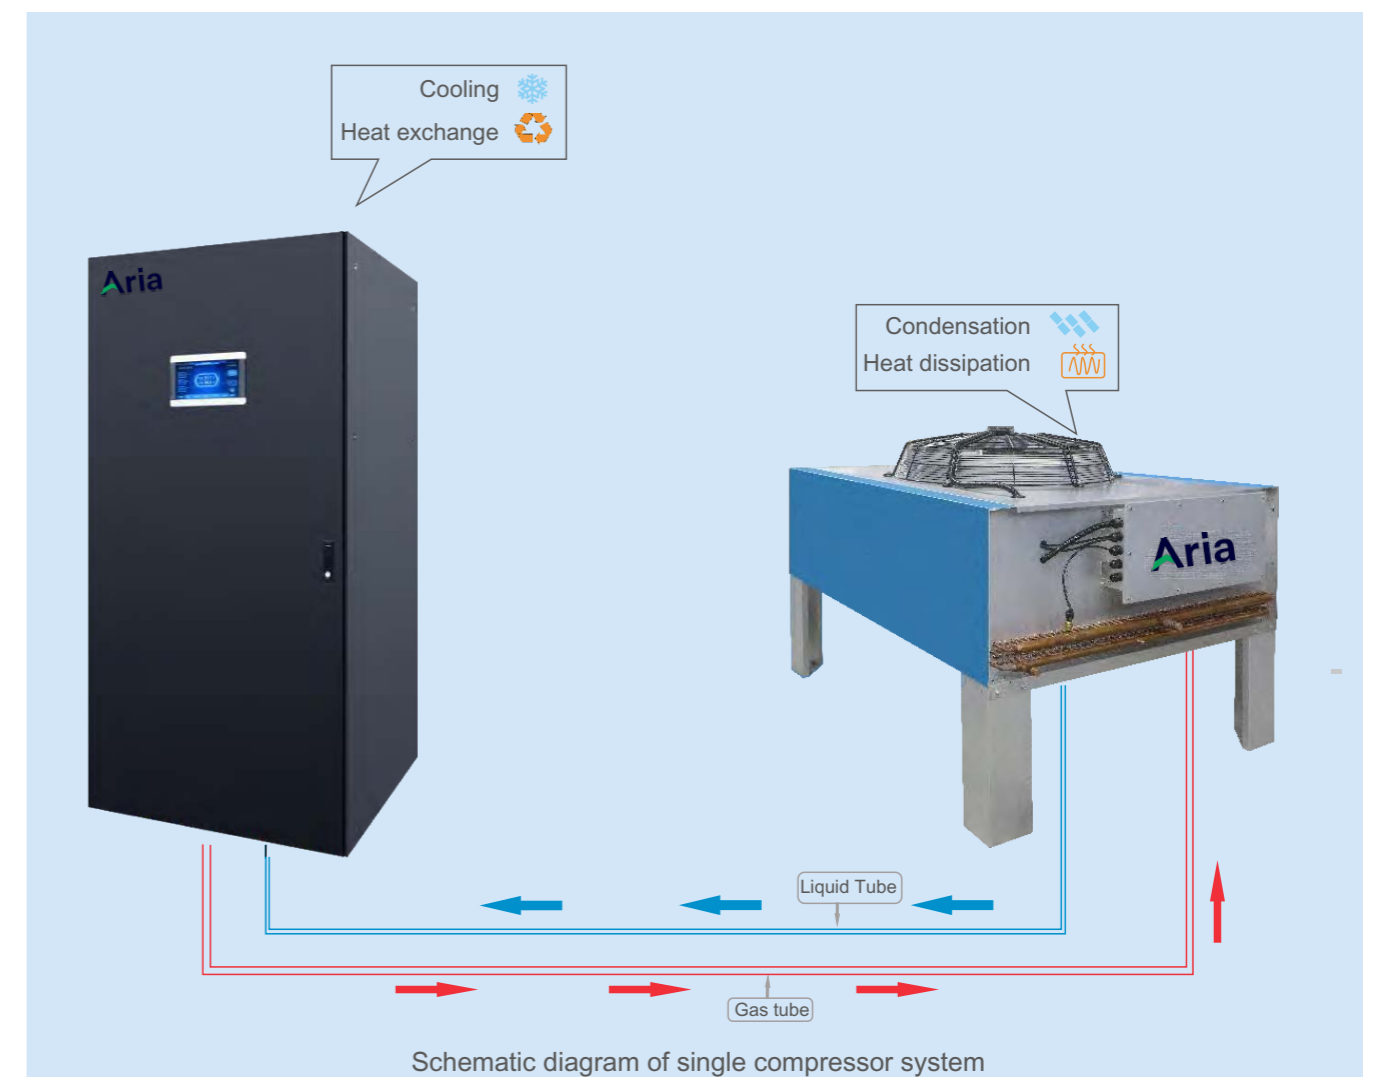 Cooling
Heat exchange
Aria
Condensation
Heat dissipation
Aria
Liquid Tube
Gas tube
Schematic diagram of single compressor system